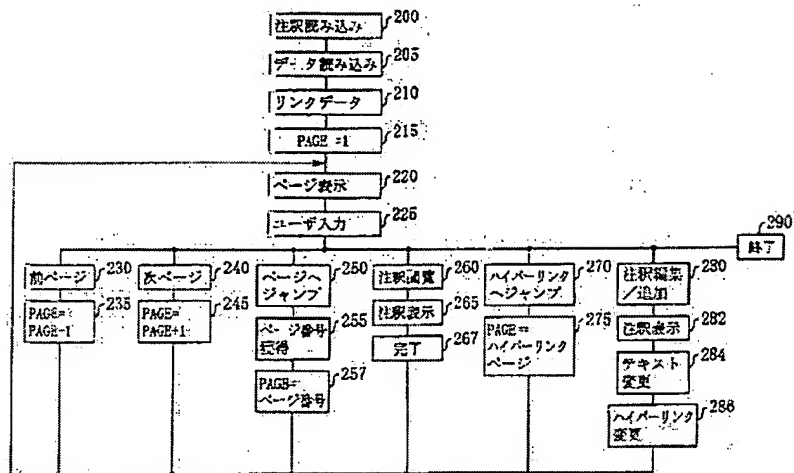 注釈読み込み
200
データ読み込み
205
リンクデータ
210
PAGE =1
215
ページ表示
220
ユーザ入力
225
290
終了
前ページ
230
PAGE=
PAGE-1
235
次ページ
240
PAGE=
PAGE+1
245
ページへ
ジャンプ
250
ページ番号
獲得
255
PAGE=
ページ番号
257
注釈閲覧
260
注釈表示
265
完了
267
ハイパーリンク
へジャンプ
270
PAGE=
ハイパーリンク
ページ
275
注釈編集
/追加
280
注釈表示
282
テキスト
変更
284
ハイパーリンク
変更
286